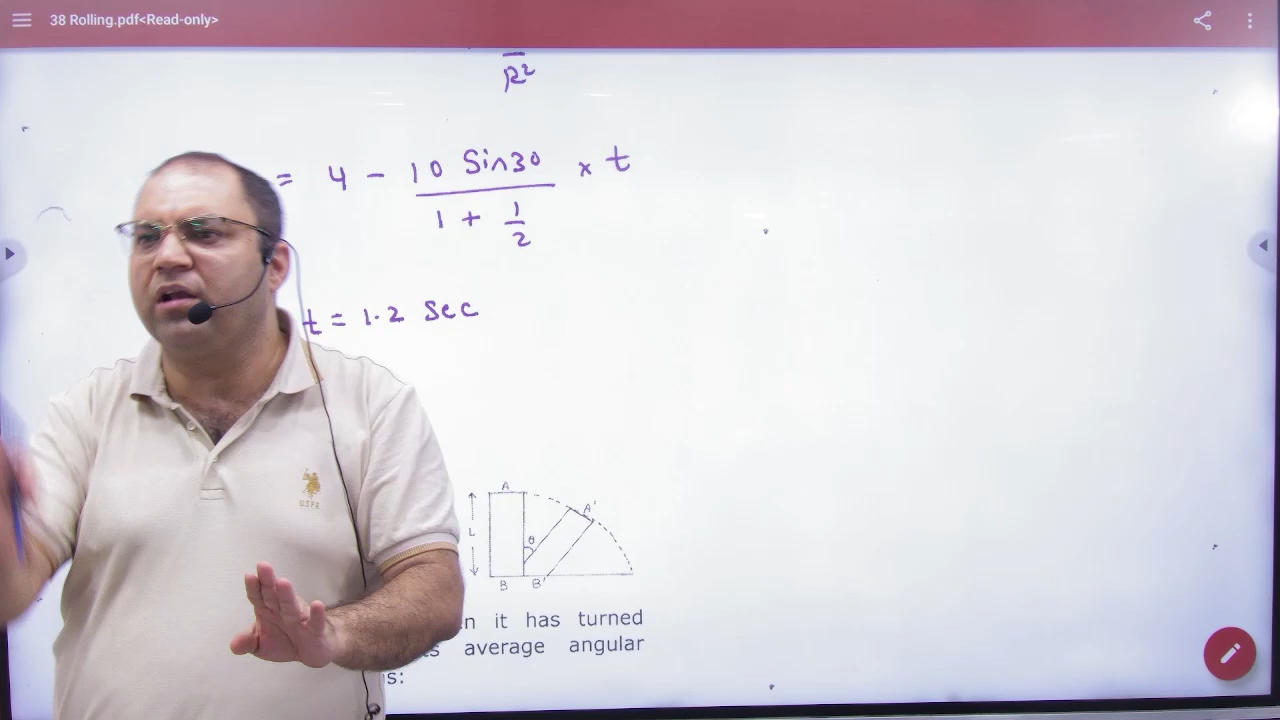 38 Rolling.pdf<Read-only>
R²
= 4 - 10 Sin30 × t
1 + 1/2
t = 1.2 Sec
A
A'
L
θ
B B'
USPA
n it has turned
average angular
s: